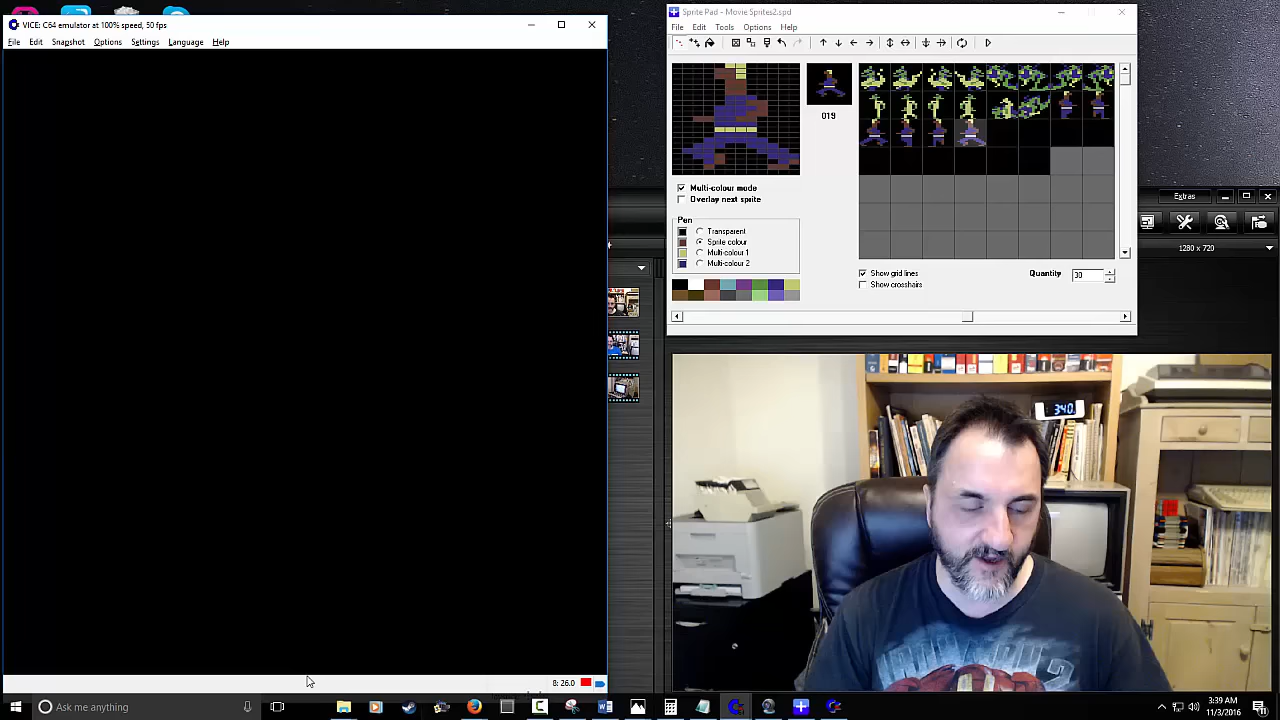 VICE: C64 emulator at 100% speed, 50 fps
File Edit Snapshot Options Settings Language Help
8: 26.0
Sprite Pad - Movie Sprites2.spd
File Edit Tools Options Help
019
Multi-colour mode
Overlay next sprite
Pen
Transparent
Sprite colour
Multi-colour 1
Multi-colour 2
Show grid lines
Show crosshairs
Quantity 30
Extras
1280 x 720
340
Ask me anything
3:39 AM
11/3/2016